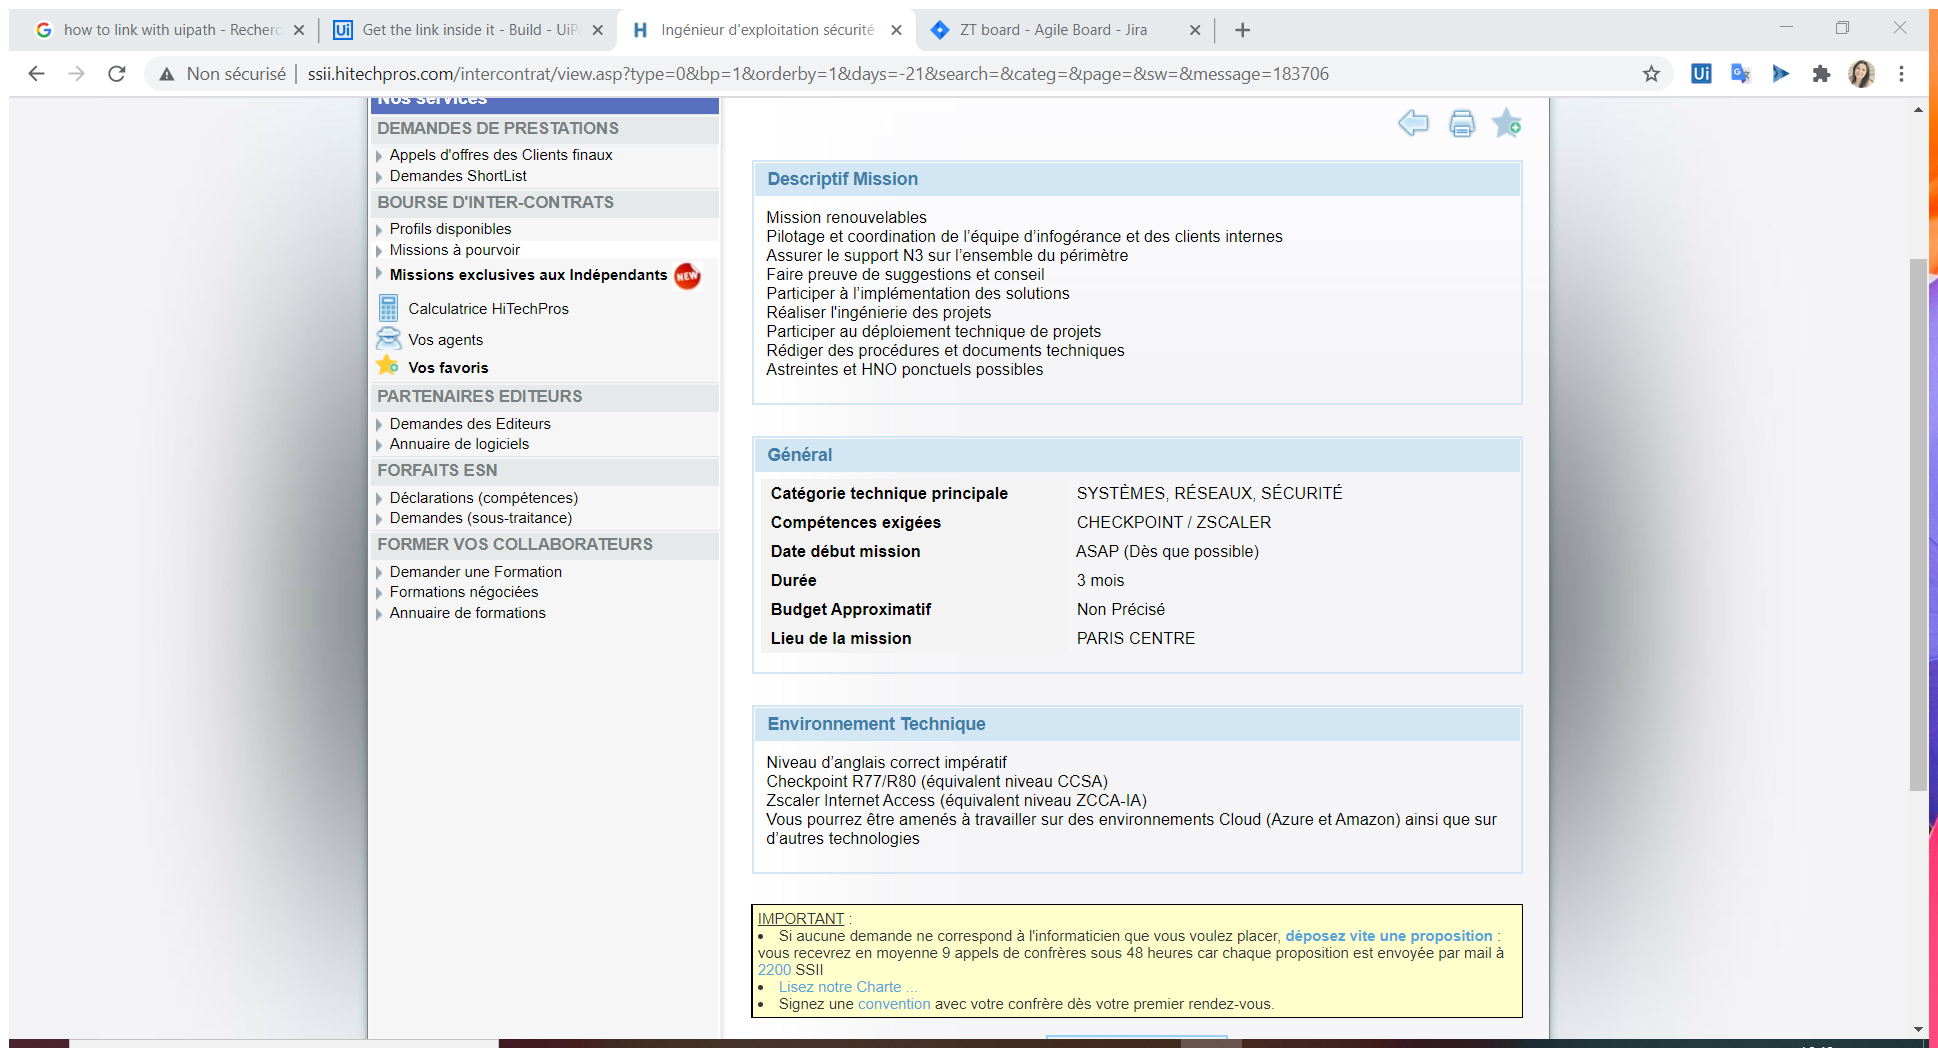 how to link with uipath - Recherc
Get the link inside it - Build - UiP
Ingénieur d'exploitation sécurité
ZT board - Agile Board - Jira
Non sécurisé | ssii.hitechpros.com/intercontrat/view.asp?type=0&bp=1&orderby=1&days=-21&search=&categ=&page=&sw=&message=183706
Nos services
DEMANDES DE PRESTATIONS
Appels d'offres des Clients finaux
Demandes ShortList
BOURSE D'INTER-CONTRATS
Profils disponibles
Missions à pourvoir
Missions exclusives aux Indépendants NEW
Calculatrice HiTechPros
Vos agents
Vos favoris
PARTENAIRES EDITEURS
Demandes des Editeurs
Annuaire de logiciels
FORFAITS ESN
Déclarations (compétences)
Demandes (sous-traitance)
FORMER VOS COLLABORATEURS
Demander une Formation
Formations négociées
Annuaire de formations
Descriptif Mission
Mission renouvelables
Pilotage et coordination de l’équipe d’infogérance et des clients internes
Assurer le support N3 sur l’ensemble du périmètre
Faire preuve de suggestions et conseil
Participer à l’implémentation des solutions
Réaliser l'ingénierie des projets
Participer au déploiement technique de projets
Rédiger des procédures et documents techniques
Astreintes et HNO ponctuels possibles
Général
Catégorie technique principale SYSTÈMES, RÉSEAUX, SÉCURITÉ
Compétences exigées CHECKPOINT / ZSCALER
Date début mission ASAP (Dès que possible)
Durée 3 mois
Budget Approximatif Non Précisé
Lieu de la mission PARIS CENTRE
Environnement Technique
Niveau d’anglais correct impératif
Checkpoint R77/R80 (équivalent niveau CCSA)
Zscaler Internet Access (équivalent niveau ZCCA-IA)
Vous pourrez être amenés à travailler sur des environnements Cloud (Azure et Amazon) ainsi que sur
d’autres technologies
IMPORTANT :
• Si aucune demande ne correspond à l'informaticien que vous voulez placer, déposez vite une proposition :
vous recevrez en moyenne 9 appels de confrères sous 48 heures car chaque proposition est envoyée par mail à
2200 SSII
• Lisez notre Charte ...
• Signez une convention avec votre confrère dès votre premier rendez-vous.